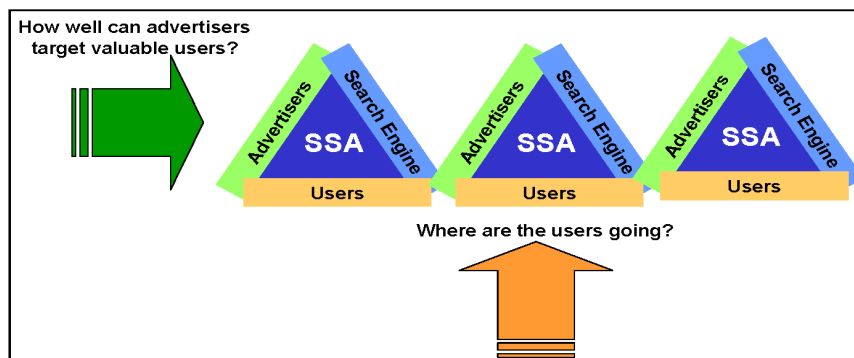 How well can advertisers
target valuable users?
Advertisers
Search Engine
SSA
Users
Advertisers
Search Engine
SSA
Users
Advertisers
Search Engine
SSA
Users
Where are the users going?